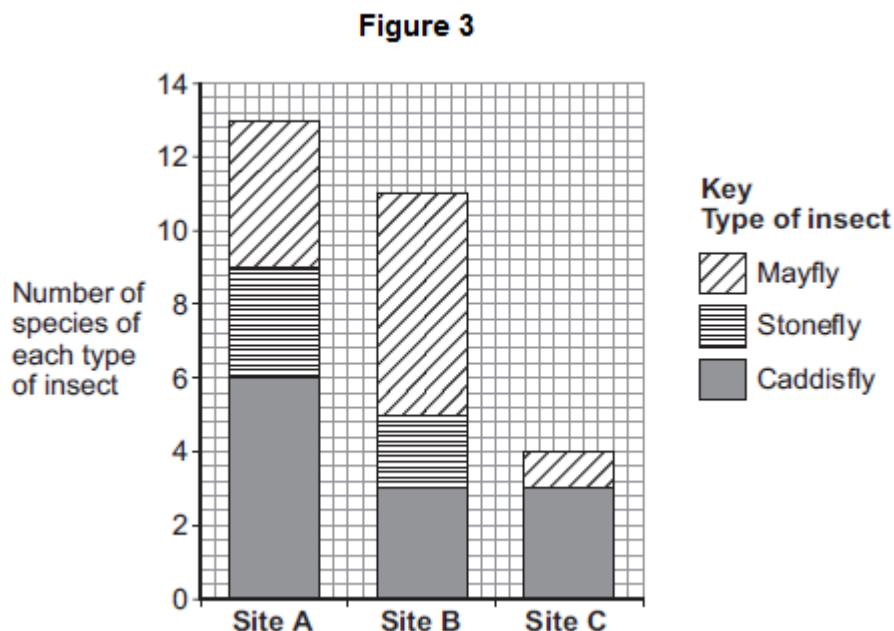 Figure 3
14
12
10
8
6
4
2
0
Number of
species of
each type
of insect
Site A
Site B
Site C
Key
Type of insect
Mayfly
Stonefly
Caddisfly